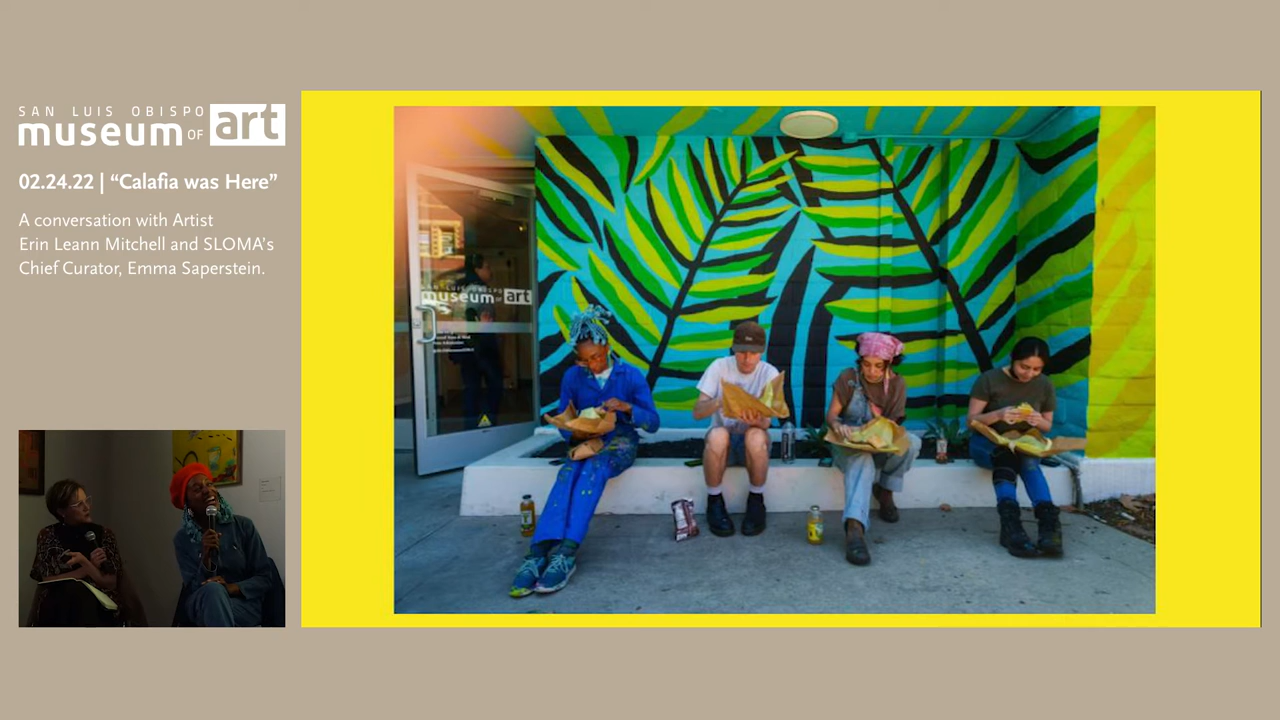 SAN LUIS OBISPO
museum OF art
02.24.22 | “Calafia was Here”
A conversation with Artist
Erin Leann Mitchell and SLOMA’s
Chief Curator, Emma Saperstein.
SAN LUIS OBISPO
museum OF art